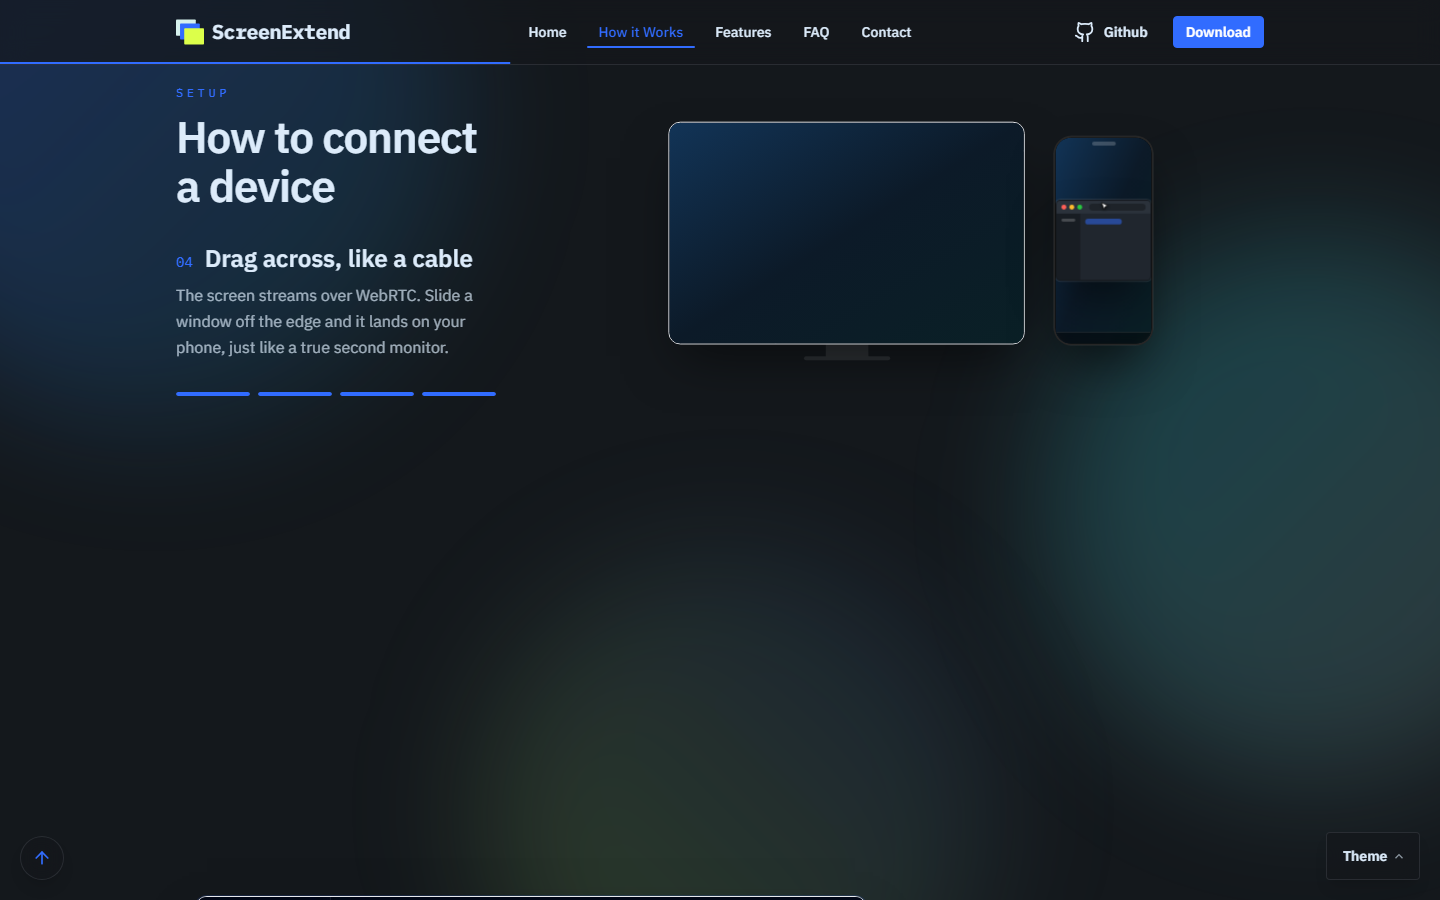 ScreenExtend
Home
How it Works
Features
FAQ
Contact
Github
Download
SETUP
How to connect
a device
04 Drag across, like a cable
The screen streams over WebRTC. Slide a
window off the edge and it lands on your
phone, just like a true second monitor.
Theme